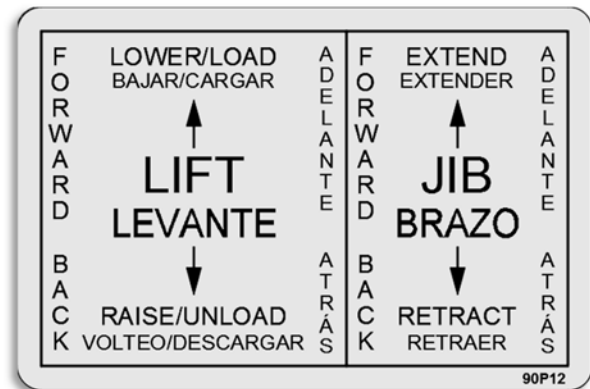 FORWARD
BACK
LOWER/LOAD
BAJAR/CARGAR
LIFT
LEVANTE
RAISE/UNLOAD
VOLTEO/DESCARGAR
ADELANTE
ATRÁS
FORWARD
BACK
EXTEND
EXTENDER
JIB
BRAZO
RETRACT
RETRAER
ADELANTE
ATRÁS
90P12